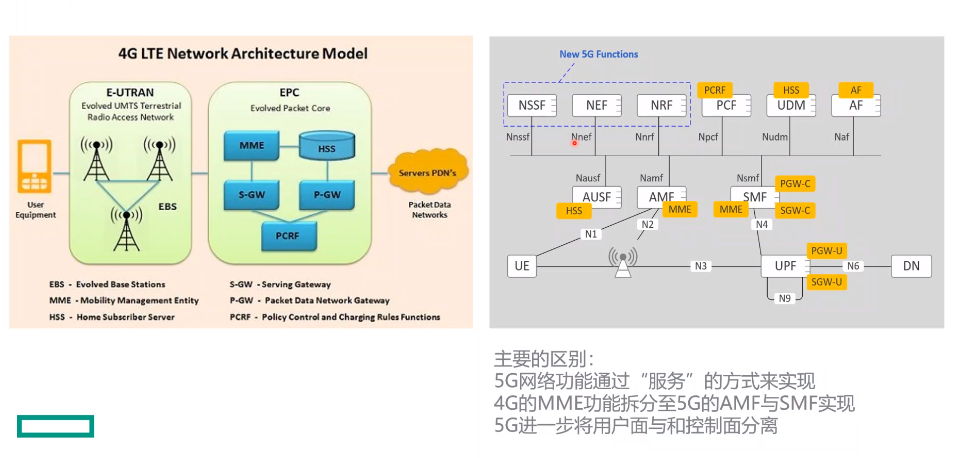 4G LTE Network Architecture Model
E-UTRAN
Evolved UMTS Terrestrial
Radio Access Network
EPC
Evolved Packet Core
MME
HSS
S-GW
P-GW
PCRF
EBS
Servers PDN's
User
Equipment
Packet Data
Networks
EBS - Evolved Base Stations
MME - Mobility Management Entity
HSS - Home Subscriber Server
S-GW - Serving Gateway
P-GW - Packet Data Network Gateway
PCRF - Policy Control and Charging Rules Functions
New 5G Functions
NSSF
NEF
NRF
PCRF
PCF
HSS
UDM
AF
AF
Nnssf
Nnef
Nnrf
Npcf
Nudm
Naf
Nausf
Namf
Nsmf
AUSF
HSS
AMF
MME
SMF
PGW-C
MME
SGW-C
N1
N2
N4
UE
N3
UPF
PGW-U
SGW-U
N6
DN
N9
主要的区别：
5G网络功能通过“服务”的方式来实现
4G的MME功能拆分至5G的AMF与SMF实现
5G进一步将用户面与和控制面分离